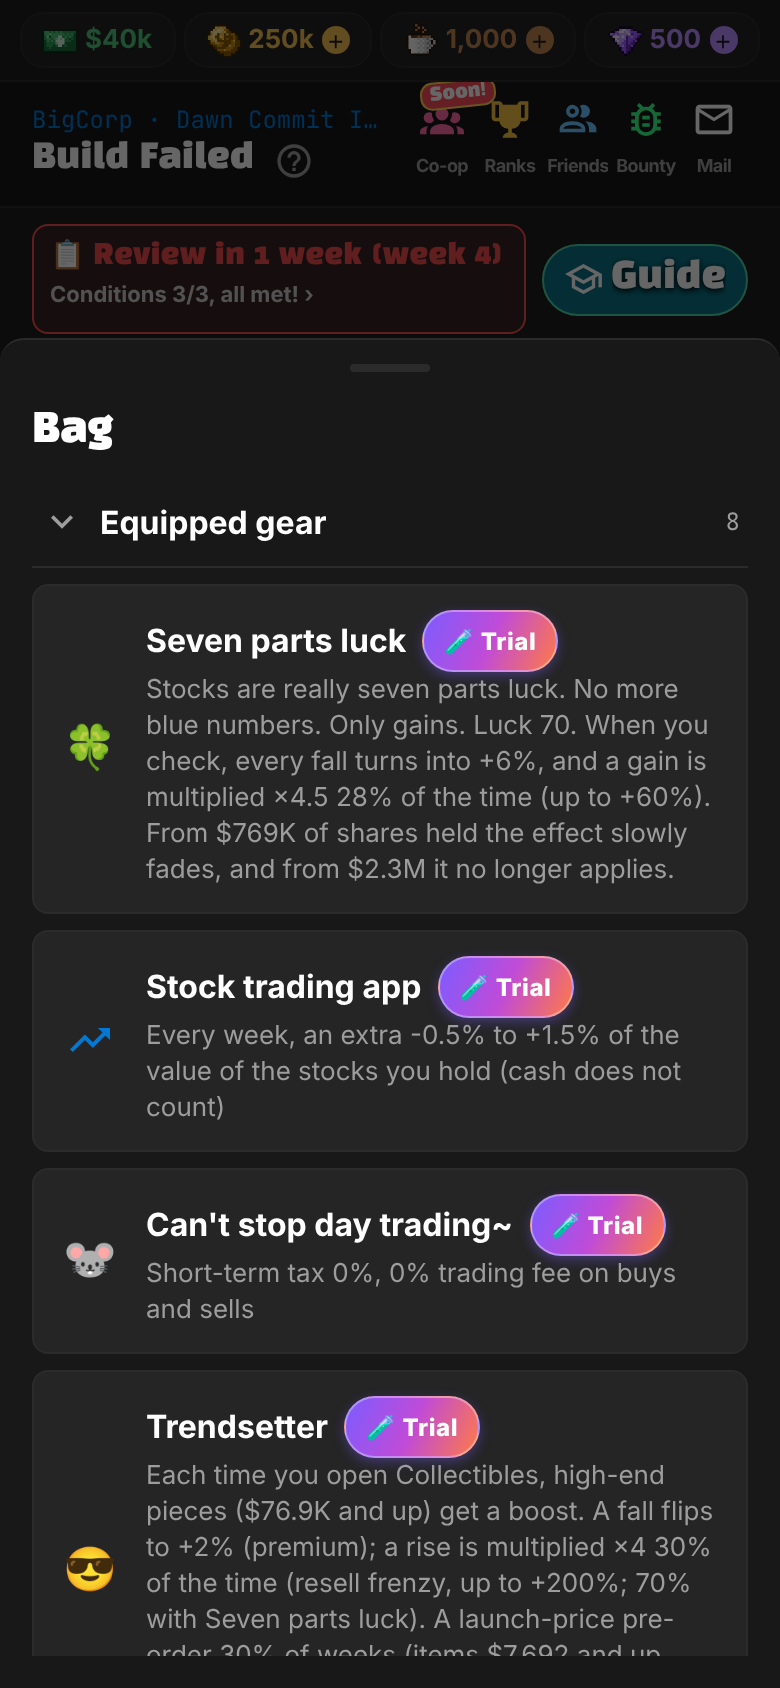 $40k 250k 1,000 500
BigCorp · Dawn Commit I…
Build Failed
Soon!
Co-op Ranks Friends Bounty Mail
Review in 1 week (week 4)
Conditions 3/3, all met! ›
Guide
Bag
Equipped gear 8
Seven parts luck Trial
Stocks are really seven parts luck. No more
blue numbers. Only gains. Luck 70. When you
check, every fall turns into +6%, and a gain is
multiplied ×4.5 28% of the time (up to +60%).
From $769K of shares held the effect slowly
fades, and from $2.3M it no longer applies.
Stock trading app Trial
Every week, an extra -0.5% to +1.5% of the
value of the stocks you hold (cash does not
count)
Can't stop day trading~ Trial
Short-term tax 0%, 0% trading fee on buys
and sells
Trendsetter Trial
Each time you open Collectibles, high-end
pieces ($76.9K and up) get a boost. A fall flips
to +2% (premium); a rise is multiplied ×4 30%
of the time (resell frenzy, up to +200%; 70%
with Seven parts luck). A launch-price pre-
order 30% of weeks (items $7,692 and up